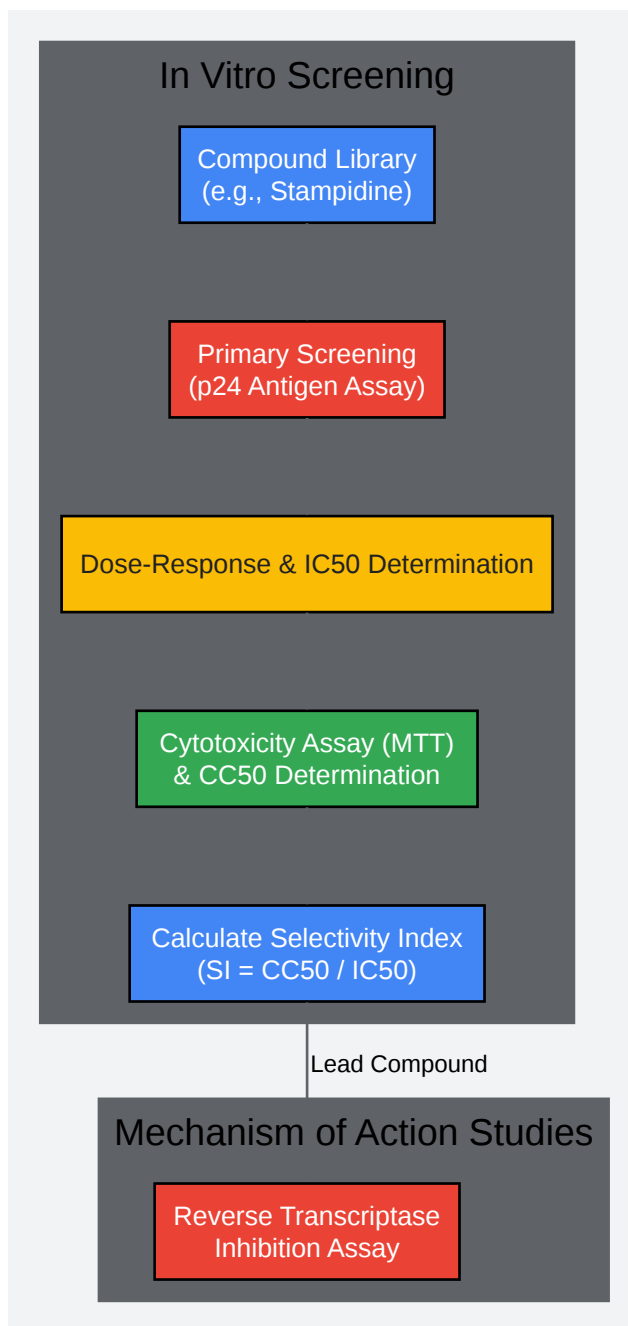 In Vitro Screening
Compound Library
(e.g., Stampidine)
Primary Screening
(p24 Antigen Assay)
Dose-Response & IC50 Determination
Cytotoxicity Assay (MTT)
& CC50 Determination
Calculate Selectivity Index
(SI = CC50 / IC50)
Lead Compound
Mechanism of Action Studies
Reverse Transcriptase
Inhibition Assay